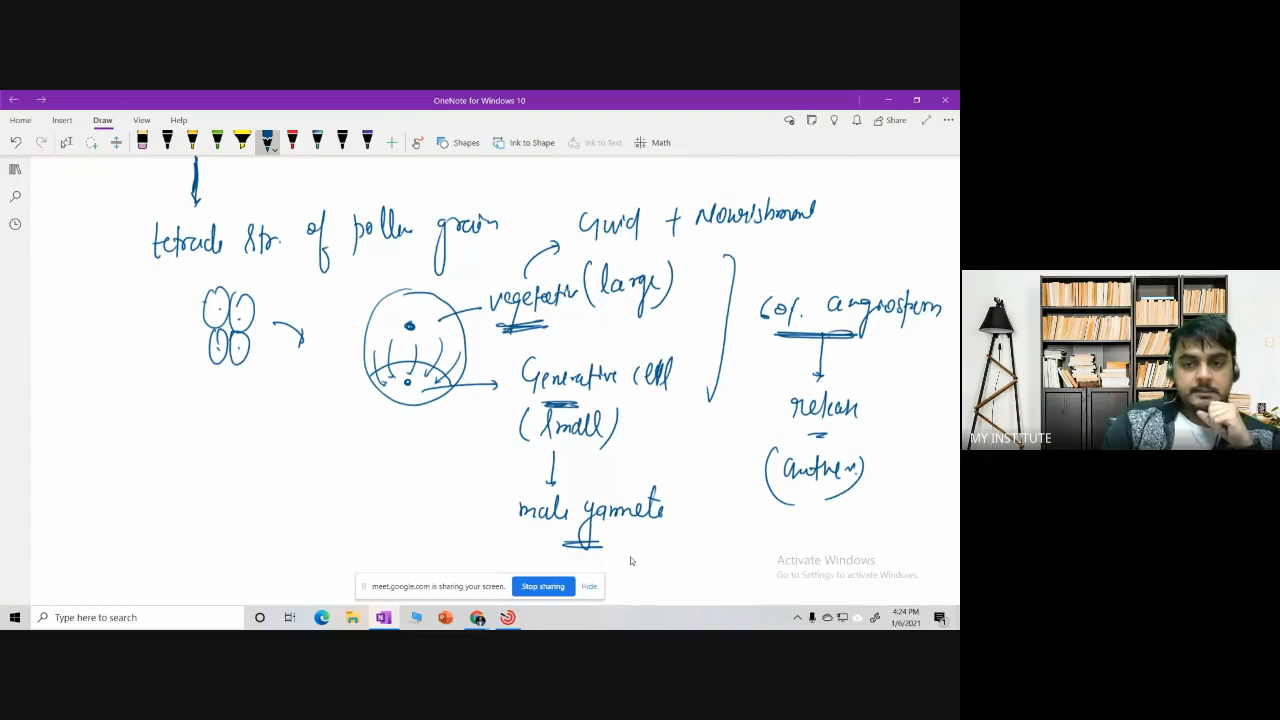 OneNote for Windows 10
Home Insert Draw View Help
Share
Shapes Ink to Shape Ink to Text Math
tetrade str. of pollen grain
Guid + Nourishment
vegetative (large)
60% angiosperm
Generative cell
(small)
release
(anther)
male gamete
MY INSTITUTE
Activate Windows
Go to Settings to activate Windows.
meet.google.com is sharing your screen. Stop sharing Hide
Type here to search
4:24 PM
1/6/2021